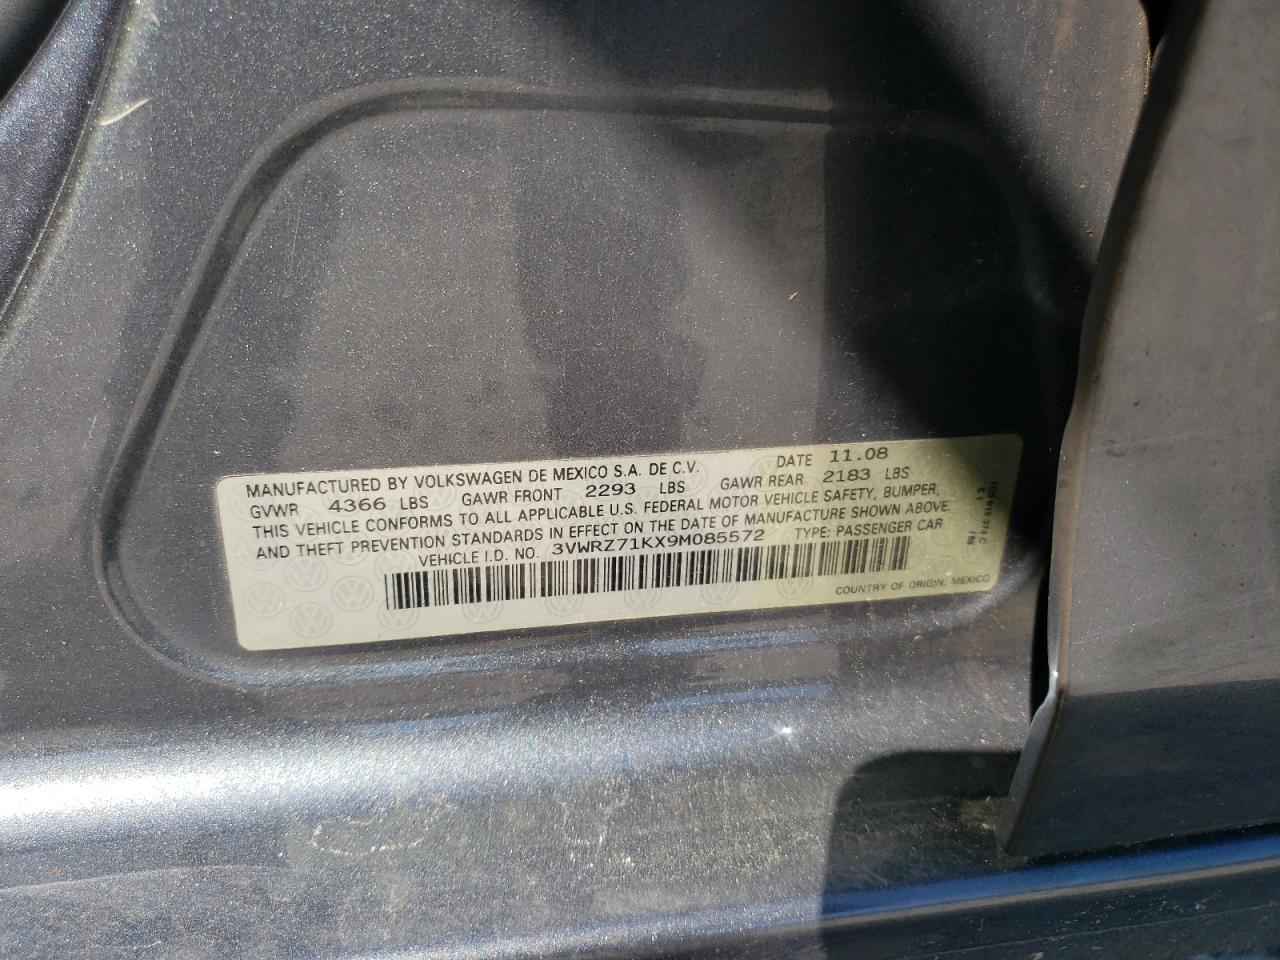 MANUFACTURED BY VOLKSWAGEN DE MEXICO S.A. DE C.V. DATE 11.08
GVWR 4366 LBS GAWR FRONT 2293 LBS GAWR REAR 2183 LBS
THIS VEHICLE CONFORMS TO ALL APPLICABLE U.S. FEDERAL MOTOR VEHICLE SAFETY, BUMPER,
AND THEFT PREVENTION STANDARDS IN EFFECT ON THE DATE OF MANUFACTURE SHOWN ABOVE.
VEHICLE I.D. NO. 3VWRZ71KX9M085572 TYPE: PASSENGER CAR
COUNTRY OF ORIGIN: MEXICO